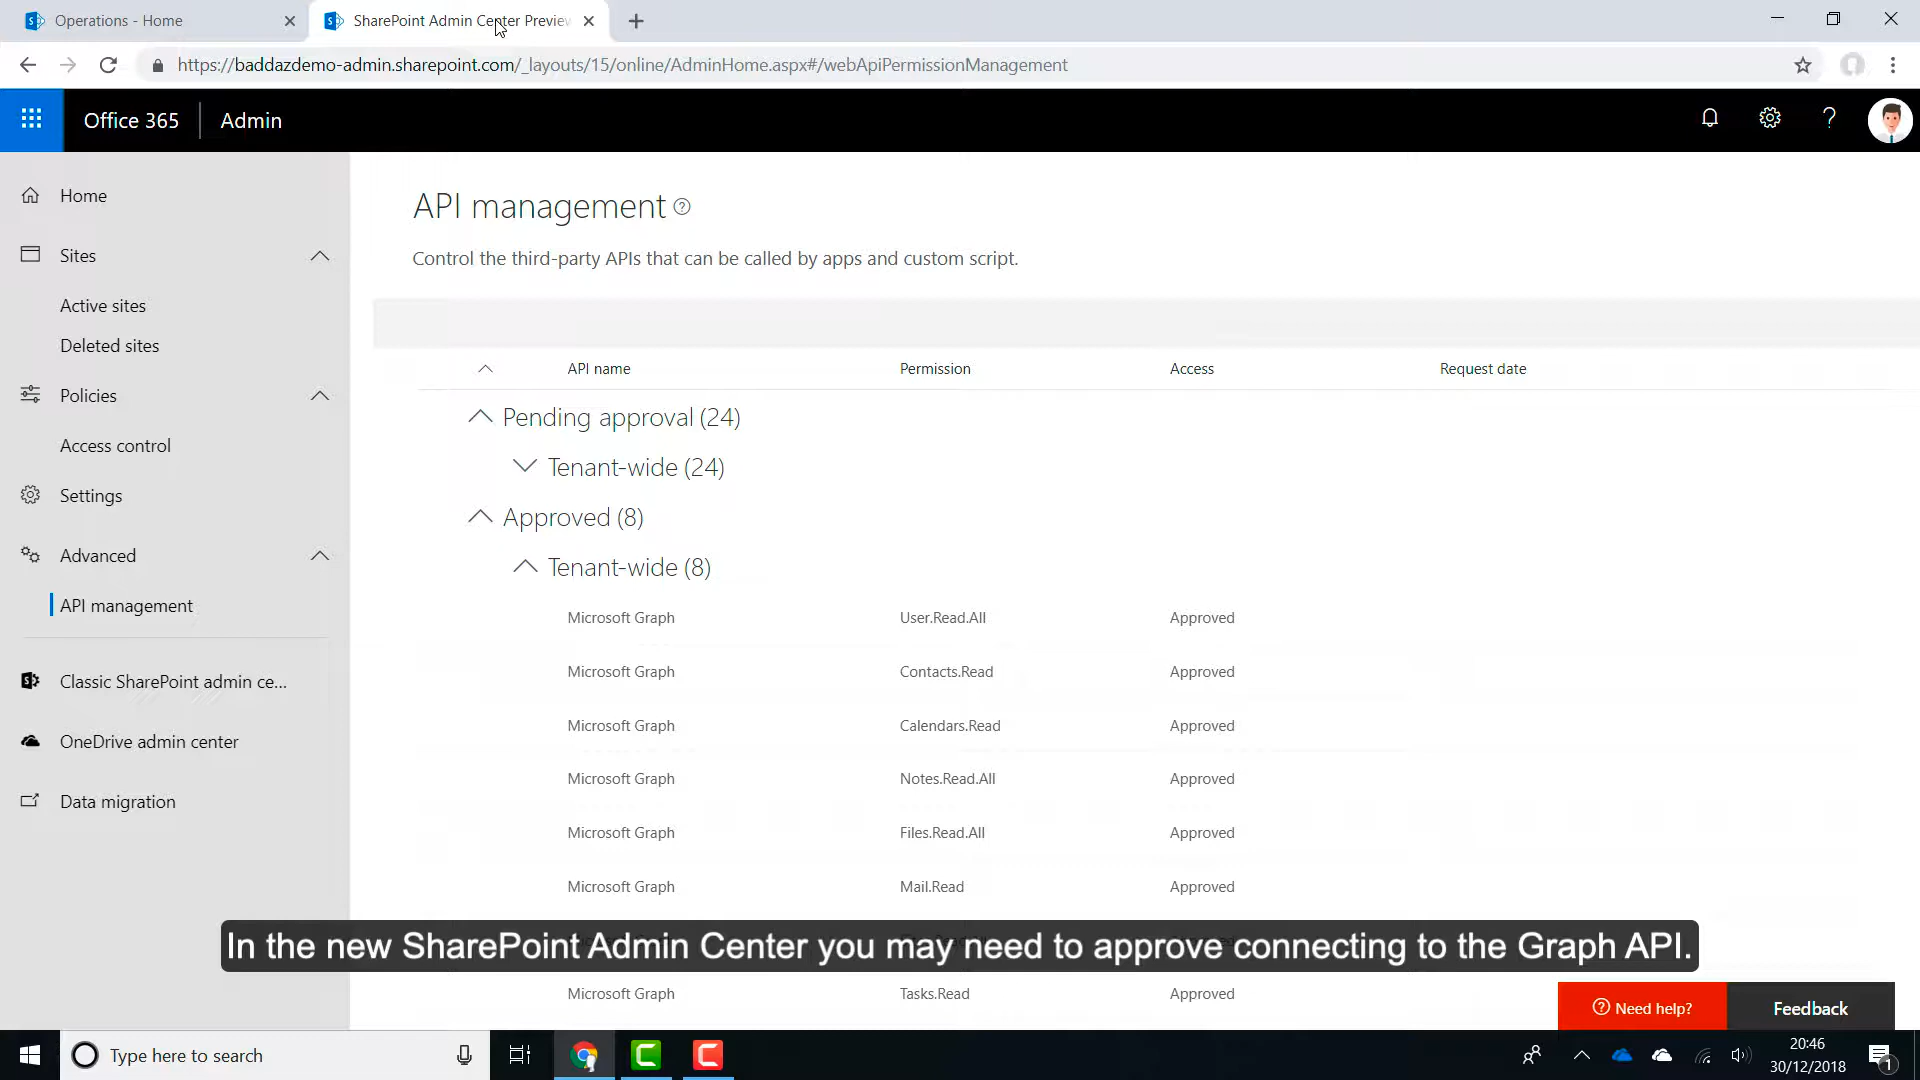 Operations - Home
SharePoint Admin Center Preview
https://baddazdemo-admin.sharepoint.com/_layouts/15/online/AdminHome.aspx#/webApiPermissionManagement
Office 365
Admin
Home
Sites
Active sites
Deleted sites
Policies
Access control
Settings
Advanced
API management
Classic SharePoint admin ce...
OneDrive admin center
Data migration
API management
Control the third-party APIs that can be called by apps and custom script.
API name Permission Access Request date
Pending approval (24)
Tenant-wide (24)
Approved (8)
Tenant-wide (8)
Microsoft Graph User.Read.All Approved
Microsoft Graph Contacts.Read Approved
Microsoft Graph Calendars.Read Approved
Microsoft Graph Notes.Read.All Approved
Microsoft Graph Files.Read.All Approved
Microsoft Graph Mail.Read Approved
In the new SharePoint Admin Center you may need to approve connecting to the Graph API.
Microsoft Graph Tasks.Read Approved
Need help?
Feedback
Type here to search
20:46
30/12/2018
1